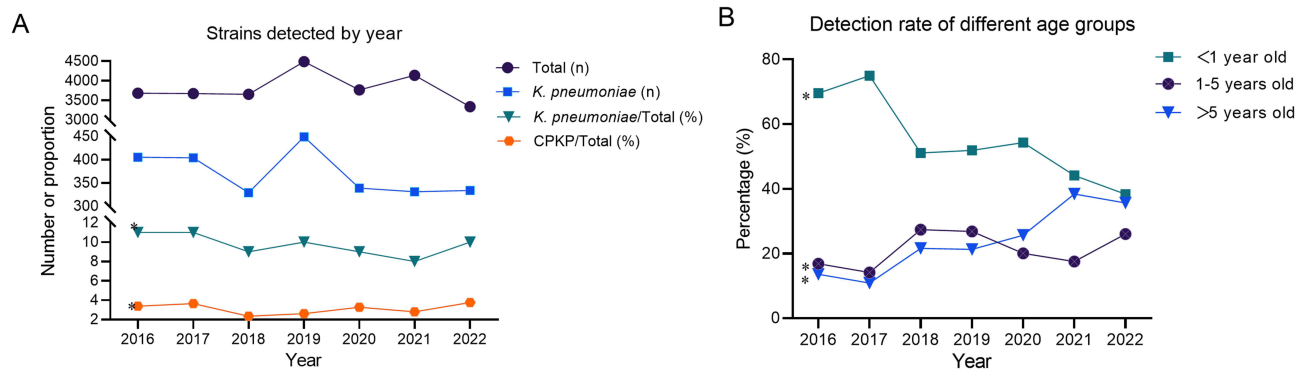 A
Strains detected by year
Number or proportion
4500
4000
3500
3000
450
400
350
300
12
10
8
6
4
2
*
*
2016 2017 2018 2019 2020 2021 2022
Year
Total (n)
K. pneumoniae (n)
K. pneumoniae/Total (%)
CPKP/Total (%)
B
Detection rate of different age groups
Percentage (%)
80
60
40
20
0
*
*
*
2016 2017 2018 2019 2020 2021 2022
Year
<1 year old
1-5 years old
>5 years old